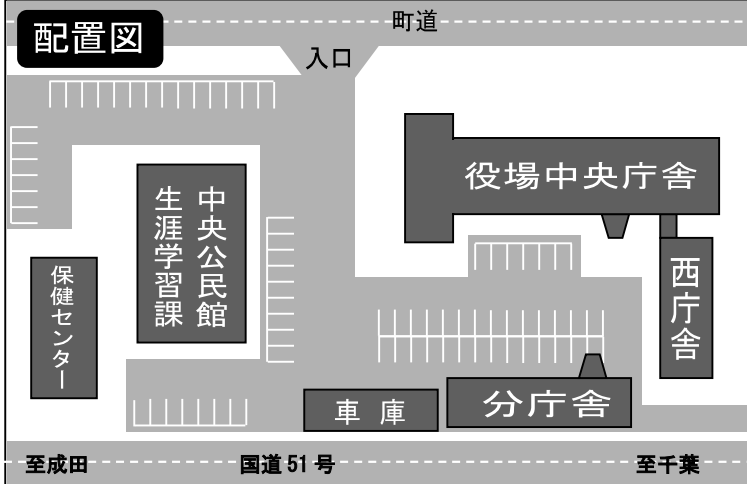 町道
配置図
入口
役場中央庁舎
中央公民館
生涯学習課
西庁舎
保健センター
分庁舎
車庫
至成田
国道51号
至千葉